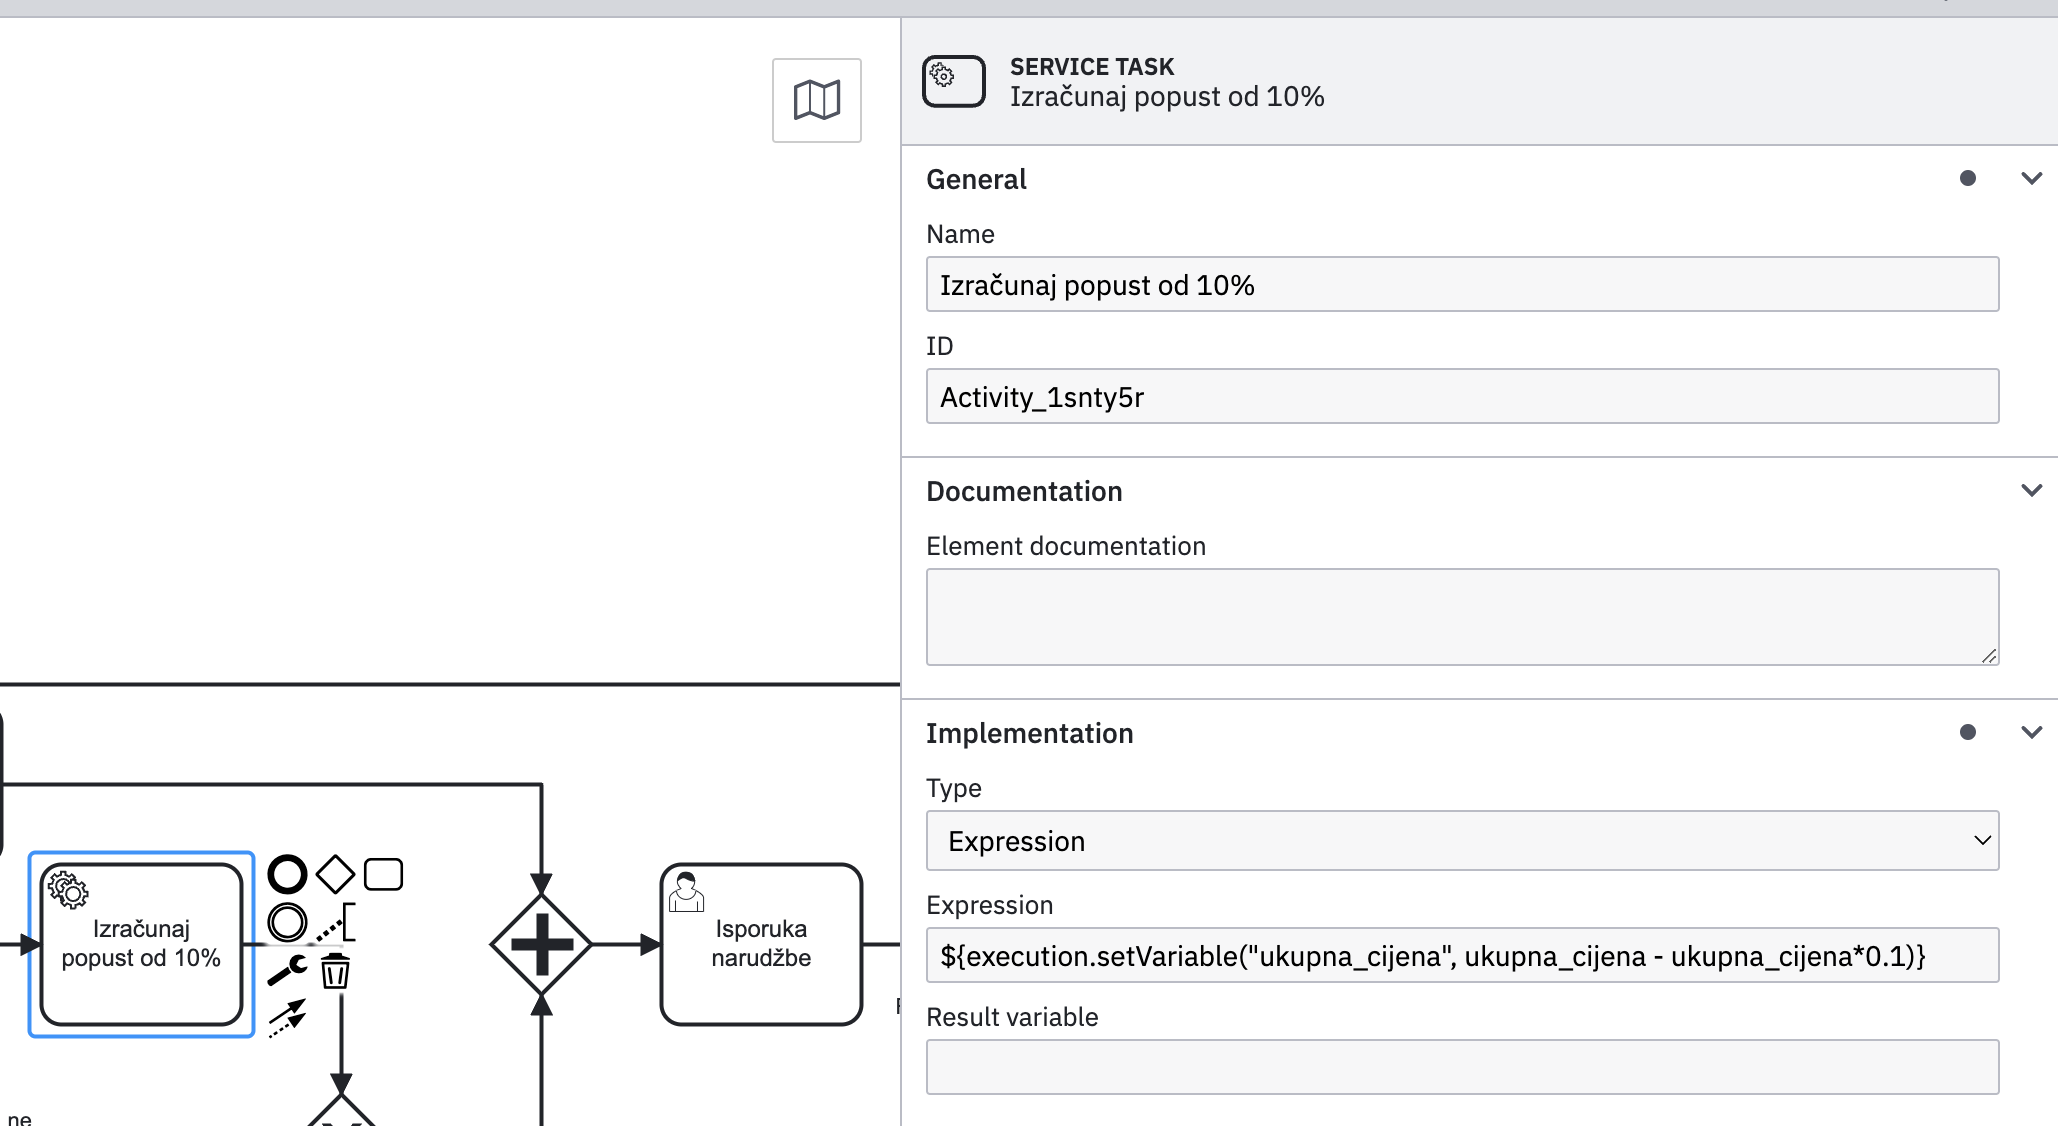 SERVICE TASK
Izračunaj popust od 10%
General
Name
Izračunaj popust od 10%
ID
Activity_1snty5r
Documentation
Element documentation
Implementation
Type
Expression
Expression
${execution.setVariable("ukupna_cijena", ukupna_cijena - ukupna_cijena*0.1)}
Result variable
Izračunaj
popust od 10%
Isporuka
narudžbe
ne